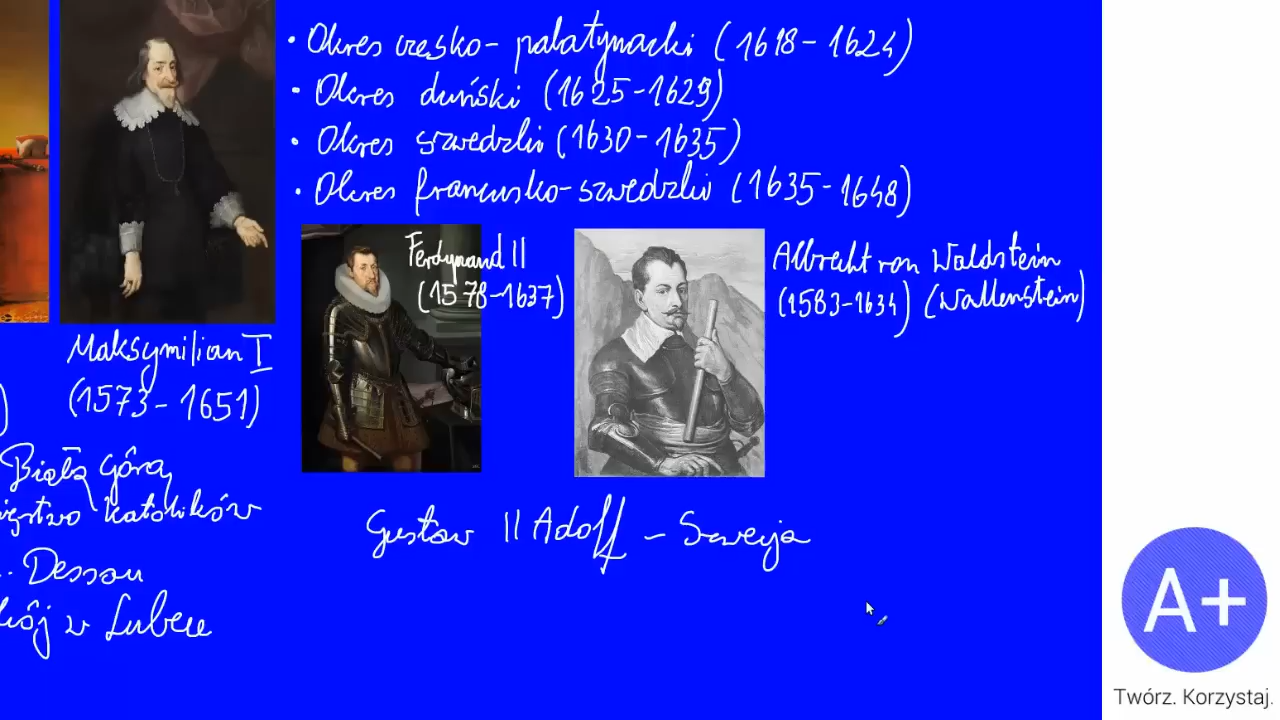 • Okres czesko-palatynacki (1618-1624)
• Okres duński (1625-1629)
• Okres szwedzki (1630-1635)
• Okres francusko-szwedzki (1635-1648)
Ferdynand II
(1578-1637)
Albrecht von Waldstein
(1583-1634) (Wallenstein)
Maksymilian I
(1573-1651)
)
Białą Górą
katolików
Dessau
w Lubece
Gustaw II Adolf – Szwecja
A+
Twórz. Korzystaj.